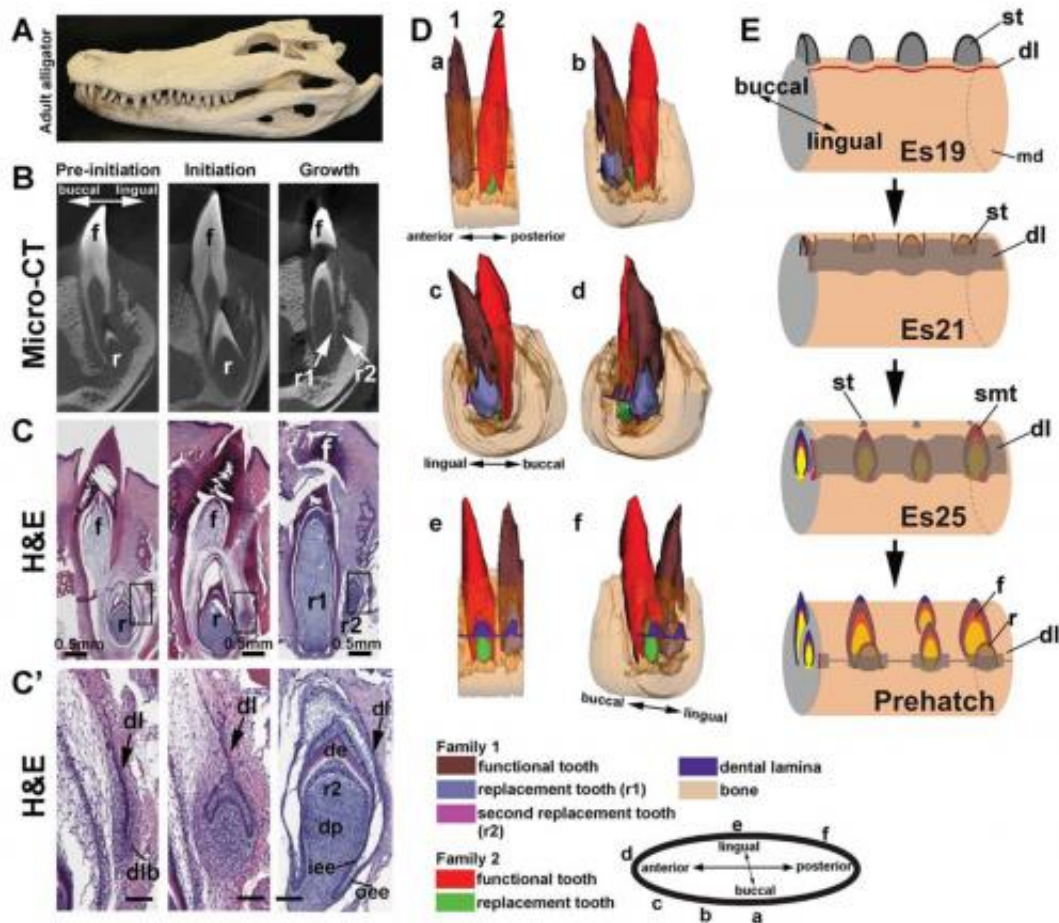 A
Adult alligator
B
Pre-initiation
Initiation
Growth
buccal
lingual
Micro-CT
f
f
f
r
r
r1
r2
C
H&E
f
f
f
r
r
r1
r2
0.5mm
0.5mm
0.5mm
C'
H&E
dl
dl
dl
dlb
de
r2
dp
iee
oee
D
1
2
a
b
anterior
posterior
c
d
lingual
buccal
e
f
buccal
lingual
Family 1
functional tooth
replacement tooth (r1)
second replacement tooth
(r2)
dental lamina
bone
Family 2
functional tooth
replacement tooth
e
f
lingual
d
anterior
posterior
buccal
c
b
a
E
st
dl
buccal
lingual
Es19
md
st
dl
Es21
st
smt
dl
Es25
f
r
dl
Prehatch